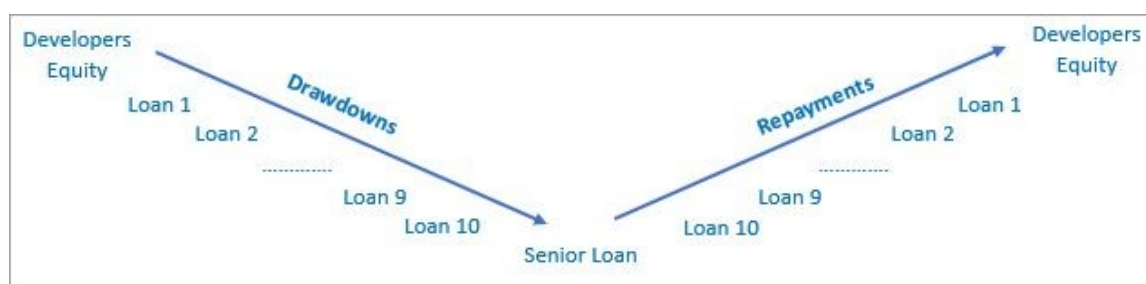 Developers
Equity
Loan 1
Loan 2
Drawdowns
Loan 9
Loan 10
Senior Loan
Repayments
Loan 10
Loan 9
Loan 2
Loan 1
Developers
Equity